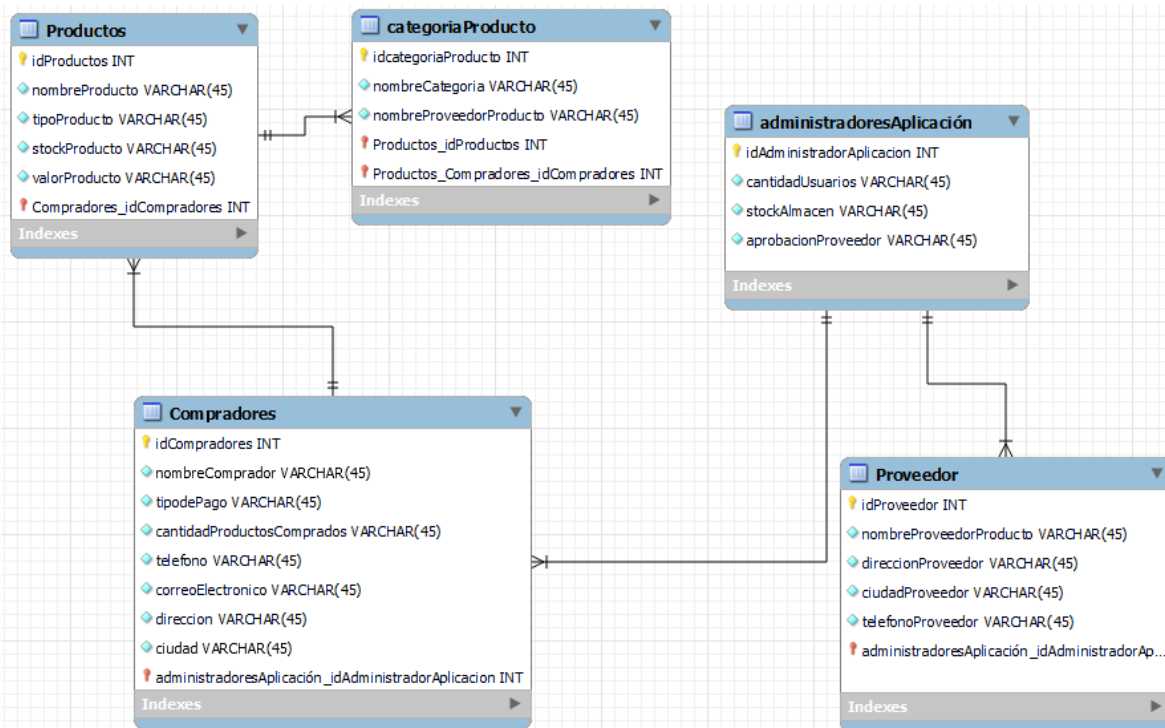 Productos
idProductos INT
nombreProducto VARCHAR(45)
tipoProducto VARCHAR(45)
stockProducto VARCHAR(45)
valorProducto VARCHAR(45)
Compradores_idCompradores INT
Indexes
categoriaProducto
idcategoriaProducto INT
nombreCategoria VARCHAR(45)
nombreProveedorProducto VARCHAR(45)
Productos_idProductos INT
Productos_Compradores_idCompradores INT
Indexes
administradoresAplicación
idAdministradorAplicacion INT
cantidadUsuarios VARCHAR(45)
stockAlmacen VARCHAR(45)
aprobacionProveedor VARCHAR(45)
Indexes
Compradores
idCompradores INT
nombreComprador VARCHAR(45)
tipodePago VARCHAR(45)
cantidadProductosComprados VARCHAR(45)
telefono VARCHAR(45)
correoElectronico VARCHAR(45)
direccion VARCHAR(45)
ciudad VARCHAR(45)
administradoresAplicación_idAdministradorAplicacion INT
Indexes
Proveedor
idProveedor INT
nombreProveedorProducto VARCHAR(45)
direccionProveedor VARCHAR(45)
ciudadProveedor VARCHAR(45)
telefonoProveedor VARCHAR(45)
administradoresAplicación_idAdministradorAp...
Indexes